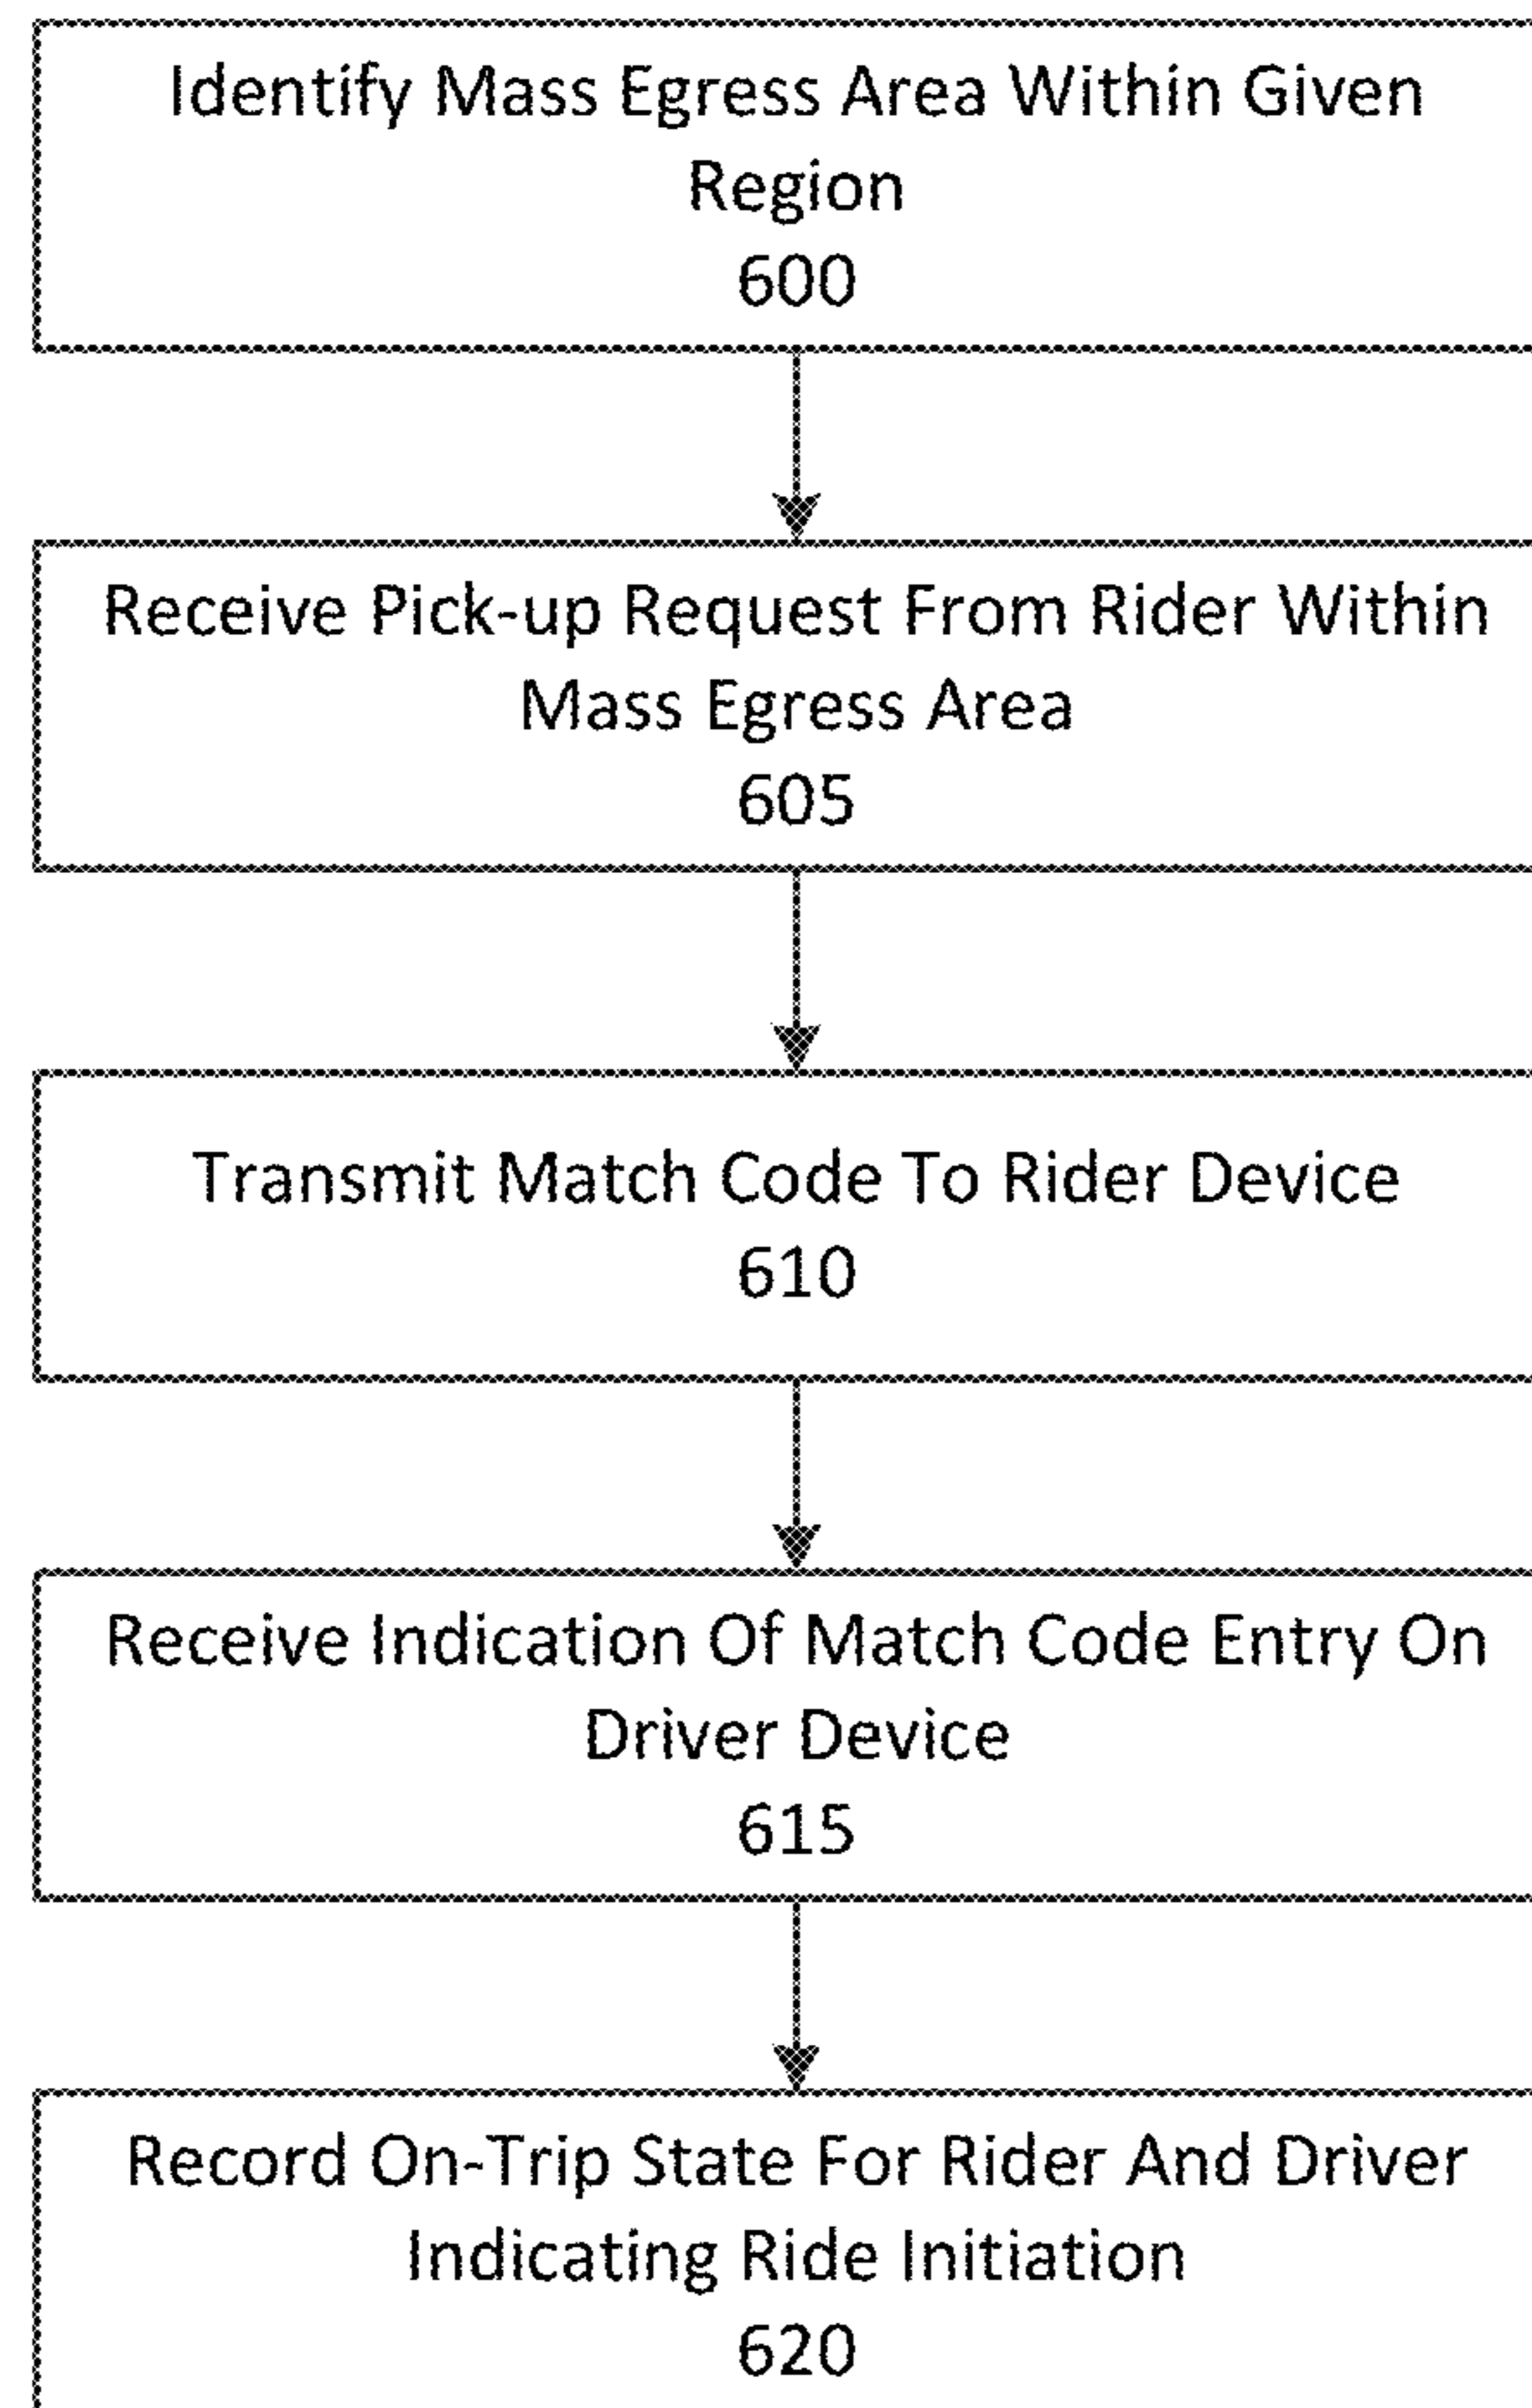 Identify Mass Egress Area Within Given
Region
600
Receive Pick-up Request From Rider Within
Mass Egress Area
605
Transmit Match Code To Rider Device
610
Receive Indication Of Match Code Entry On
Driver Device
615
Record On-Trip State For Rider And Driver
Indicating Ride Initiation
620